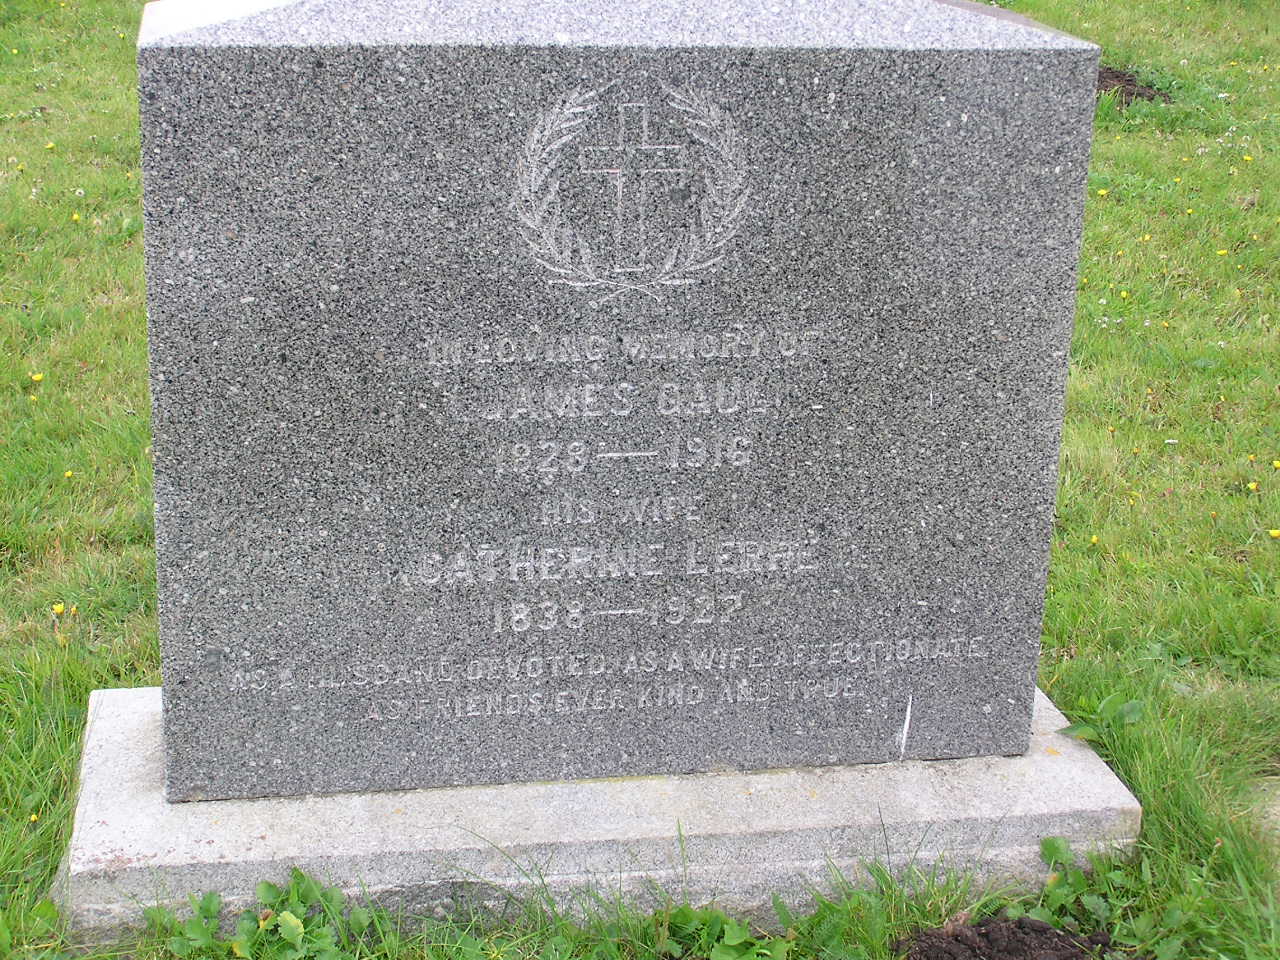 IN LOVING MEMORY OF
JAMES GAUL
1828—1916
HIS WIFE
CATHERINE
1838—1927
AS A HUSBAND DEVOTED, AS A WIFE AFFECTIONATE
AS FRIENDS EVER KIND AND TRUE